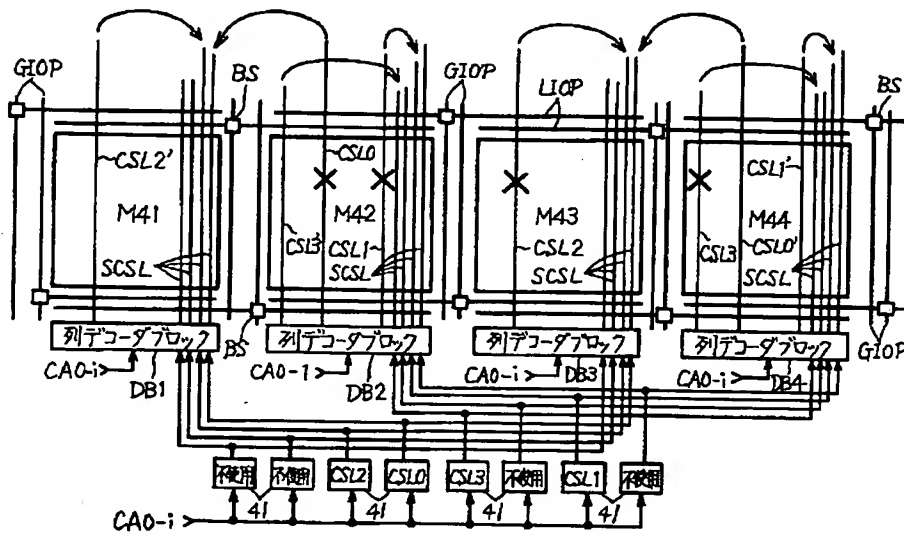 GIOP
BS
GIOP
LIOP
BS
CSL2'
CSL0
CSL1'
M41
M42
M43
M44
CSL3'
CSL1
CSL2
CSL3
CSL0'
SCSL
SCSL
SCSL
SCSL
列デコーダブロック
BS
列デコーダブロック
列デコーダブロック
列デコーダブロック
GIOP
CA0-i
DB1
CA0-1
DB2
CA0-i
DB3
CA0-i
DB4
不使用
不使用
CSL2
CSL0
CSL3
不使用
CSL1
不使用
41
41
41
41
CA0-i